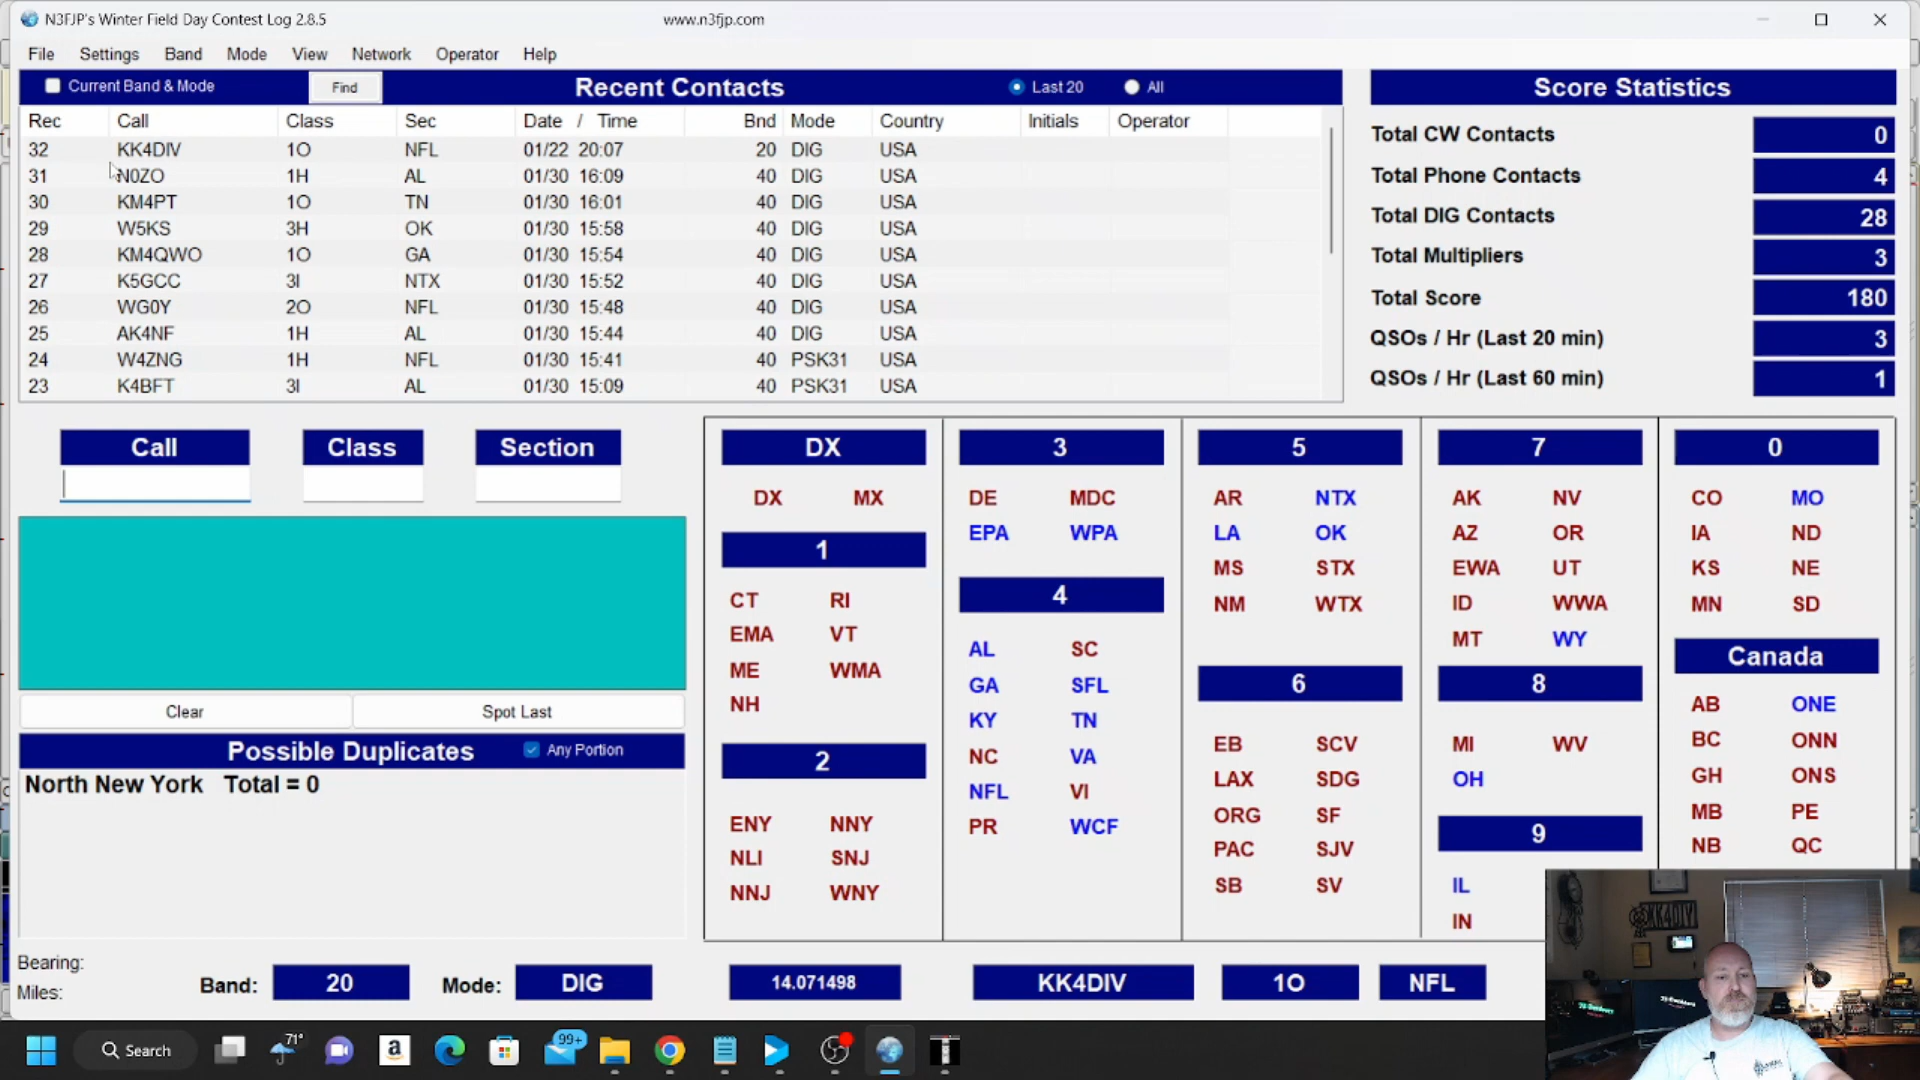 N3FJP's Winter Field Day Contest Log 2.8.5 www.n3fjp.com
File Settings Band Mode View Network Operator Help
Current Band & Mode Find Recent Contacts Last 20 All
Rec Call Class Sec Date / Time Bnd Mode Country Initials Operator
32 KK4DIV 1O NFL 01/22 20:07 20 DIG USA
31 N0ZO 1H AL 01/30 16:09 40 DIG USA
30 KM4PT 1O TN 01/30 16:01 40 DIG USA
29 W5KS 3H OK 01/30 15:58 40 DIG USA
28 KM4QWO 1O GA 01/30 15:54 40 DIG USA
27 K5GCC 3I NTX 01/30 15:52 40 DIG USA
26 WG0Y 2O NFL 01/30 15:48 40 DIG USA
25 AK4NF 1H AL 01/30 15:44 40 DIG USA
24 W4ZNG 1H NFL 01/30 15:41 40 PSK31 USA
23 K4BFT 3I AL 01/30 15:09 40 PSK31 USA
Score Statistics
Total CW Contacts 0
Total Phone Contacts 4
Total DIG Contacts 28
Total Multipliers 3
Total Score 180
QSOs / Hr (Last 20 min) 3
QSOs / Hr (Last 60 min) 1
Call Class Section
Clear Spot Last
Possible Duplicates Any Portion
North New York Total = 0
DX
DX MX
1
CT RI
EMA VT
ME WMA
NH
2
ENY NNY
NLI SNJ
NNJ WNY
3
DE MDC
EPA WPA
4
AL SC
GA SFL
KY TN
NC VA
NFL VI
PR WCF
5
AR NTX
LA OK
MS STX
NM WTX
6
EB SCV
LAX SDG
ORG SF
PAC SJV
SB SV
7
AK NV
AZ OR
EWA UT
ID WWA
MT WY
8
MI WV
OH
9
IL
IN
0
CO MO
IA ND
KS NE
MN SD
Canada
AB ONE
BC ONN
GH ONS
MB PE
NB QC
KK4DIV
Bearing:
Miles:
Band: 20 Mode: DIG 14.071498 KK4DIV 1O NFL
Search 71° 99+